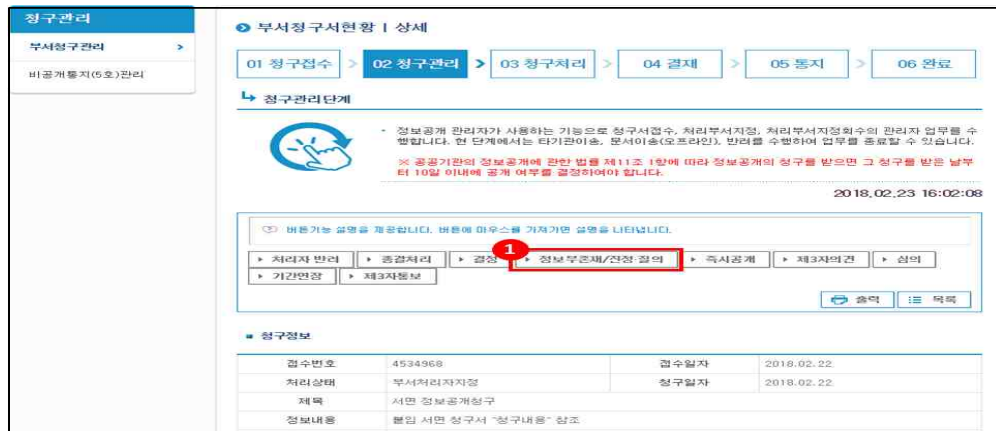 청구관리
부서청구관리 >
비공개통지(5호)관리
부서청구서현황 | 상세
01 청구접수 > 02 청구관리 > 03 청구처리 > 04 결재 > 05 통지 > 06 완료
청구관리단계
- 정보공개 관리자가 사용하는 기능으로 청구서접수, 처리부서지정, 처리부서지정회수의 관리자 업무를 수
행합니다. 현 단계에서는 타기관이송, 문서이송(오프라인), 반려를 수행하여 업무를 종료할 수 있습니다.
※ 공공기관의 정보공개에 관한 법률 제11조 1항에 따라 정보공개의 청구를 받으면 그 청구를 받은 날부
터 10일 이내에 공개 여부를 결정하여야 합니다.
2018.02.23 16:02:08
버튼기능 설명을 제공합니다. 버튼에 마우스를 가져가면 설명을 나타냅니다.
1
처리자 반려 종결처리 결정 정보부존재/진정·질의 즉시공개 제3자의견 심의
기간연장 제3자통보
출력 목록
청구정보
접수번호 4534968 접수일자 2018.02.22
처리상태 부서처리자지정 청구일자 2018.02.22
제목 서면 정보공개청구
정보내용 붙임 서면 청구서 "청구내용" 참조